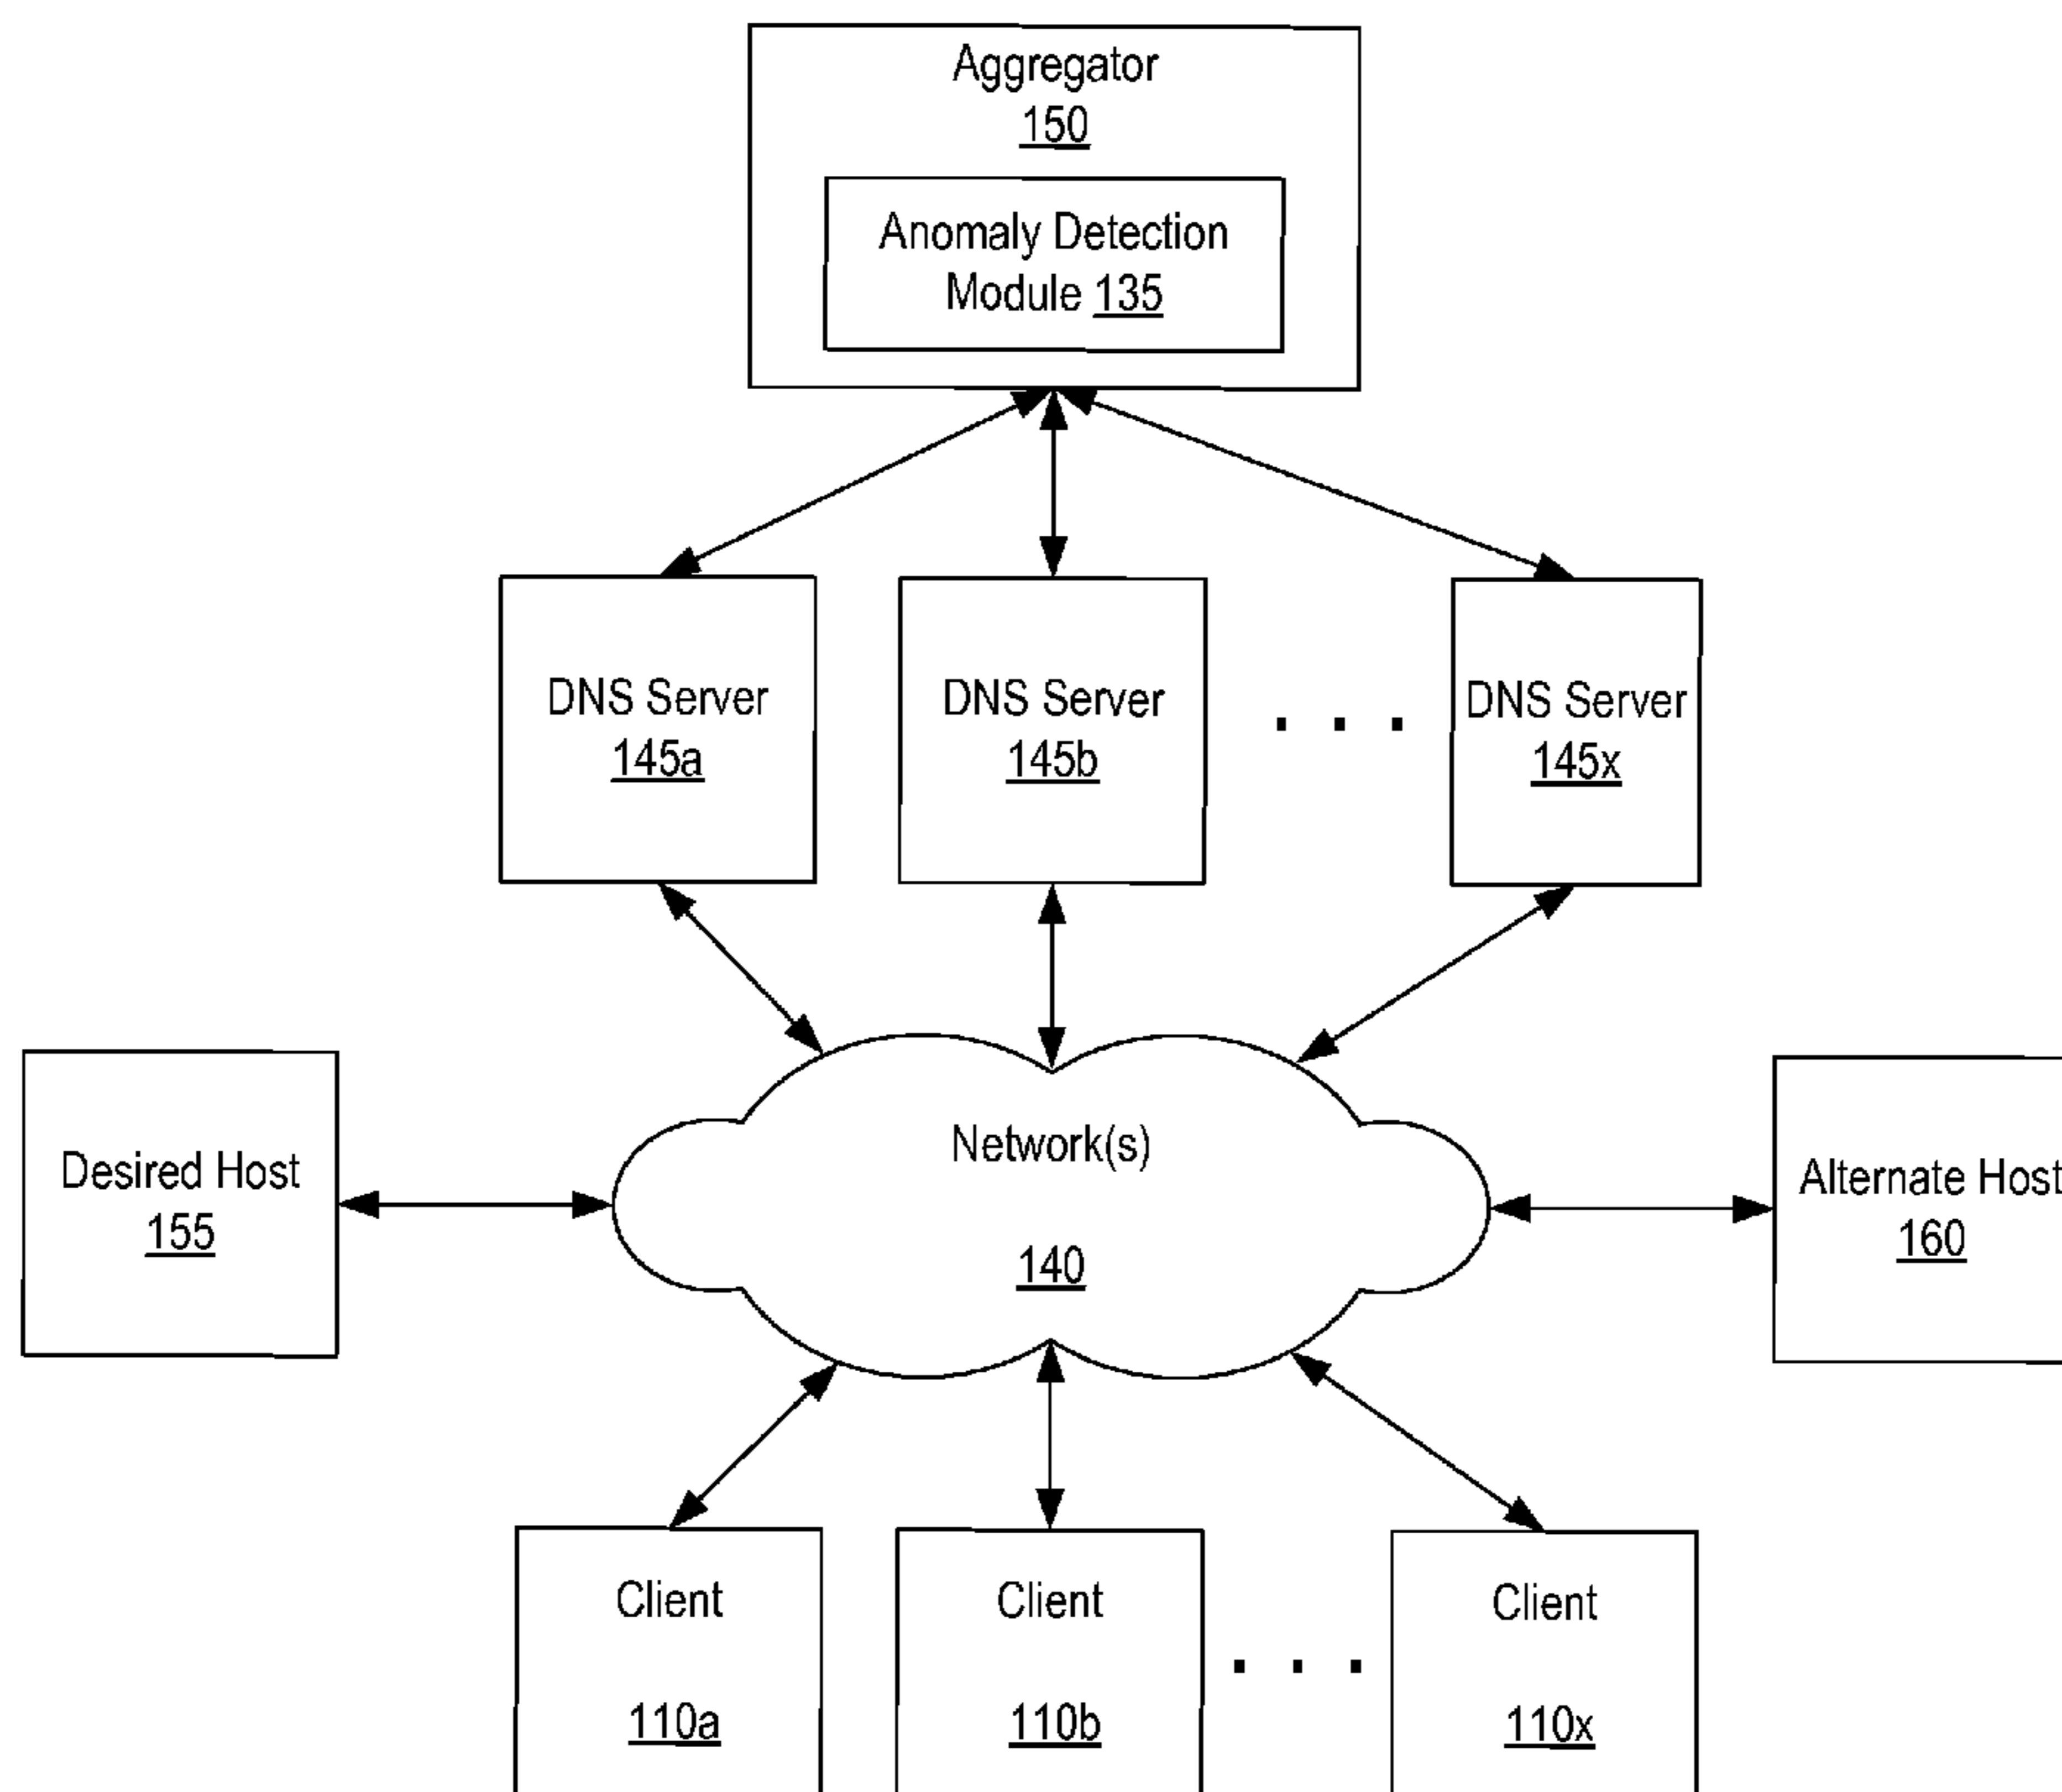 Aggregator
150
Anomaly Detection
Module 135
DNS Server
145a
DNS Server
145b
. . .
DNS Server
145x
Desired Host
155
Network(s)
140
Alternate Host
160
Client
110a
Client
110b
. . .
Client
110x